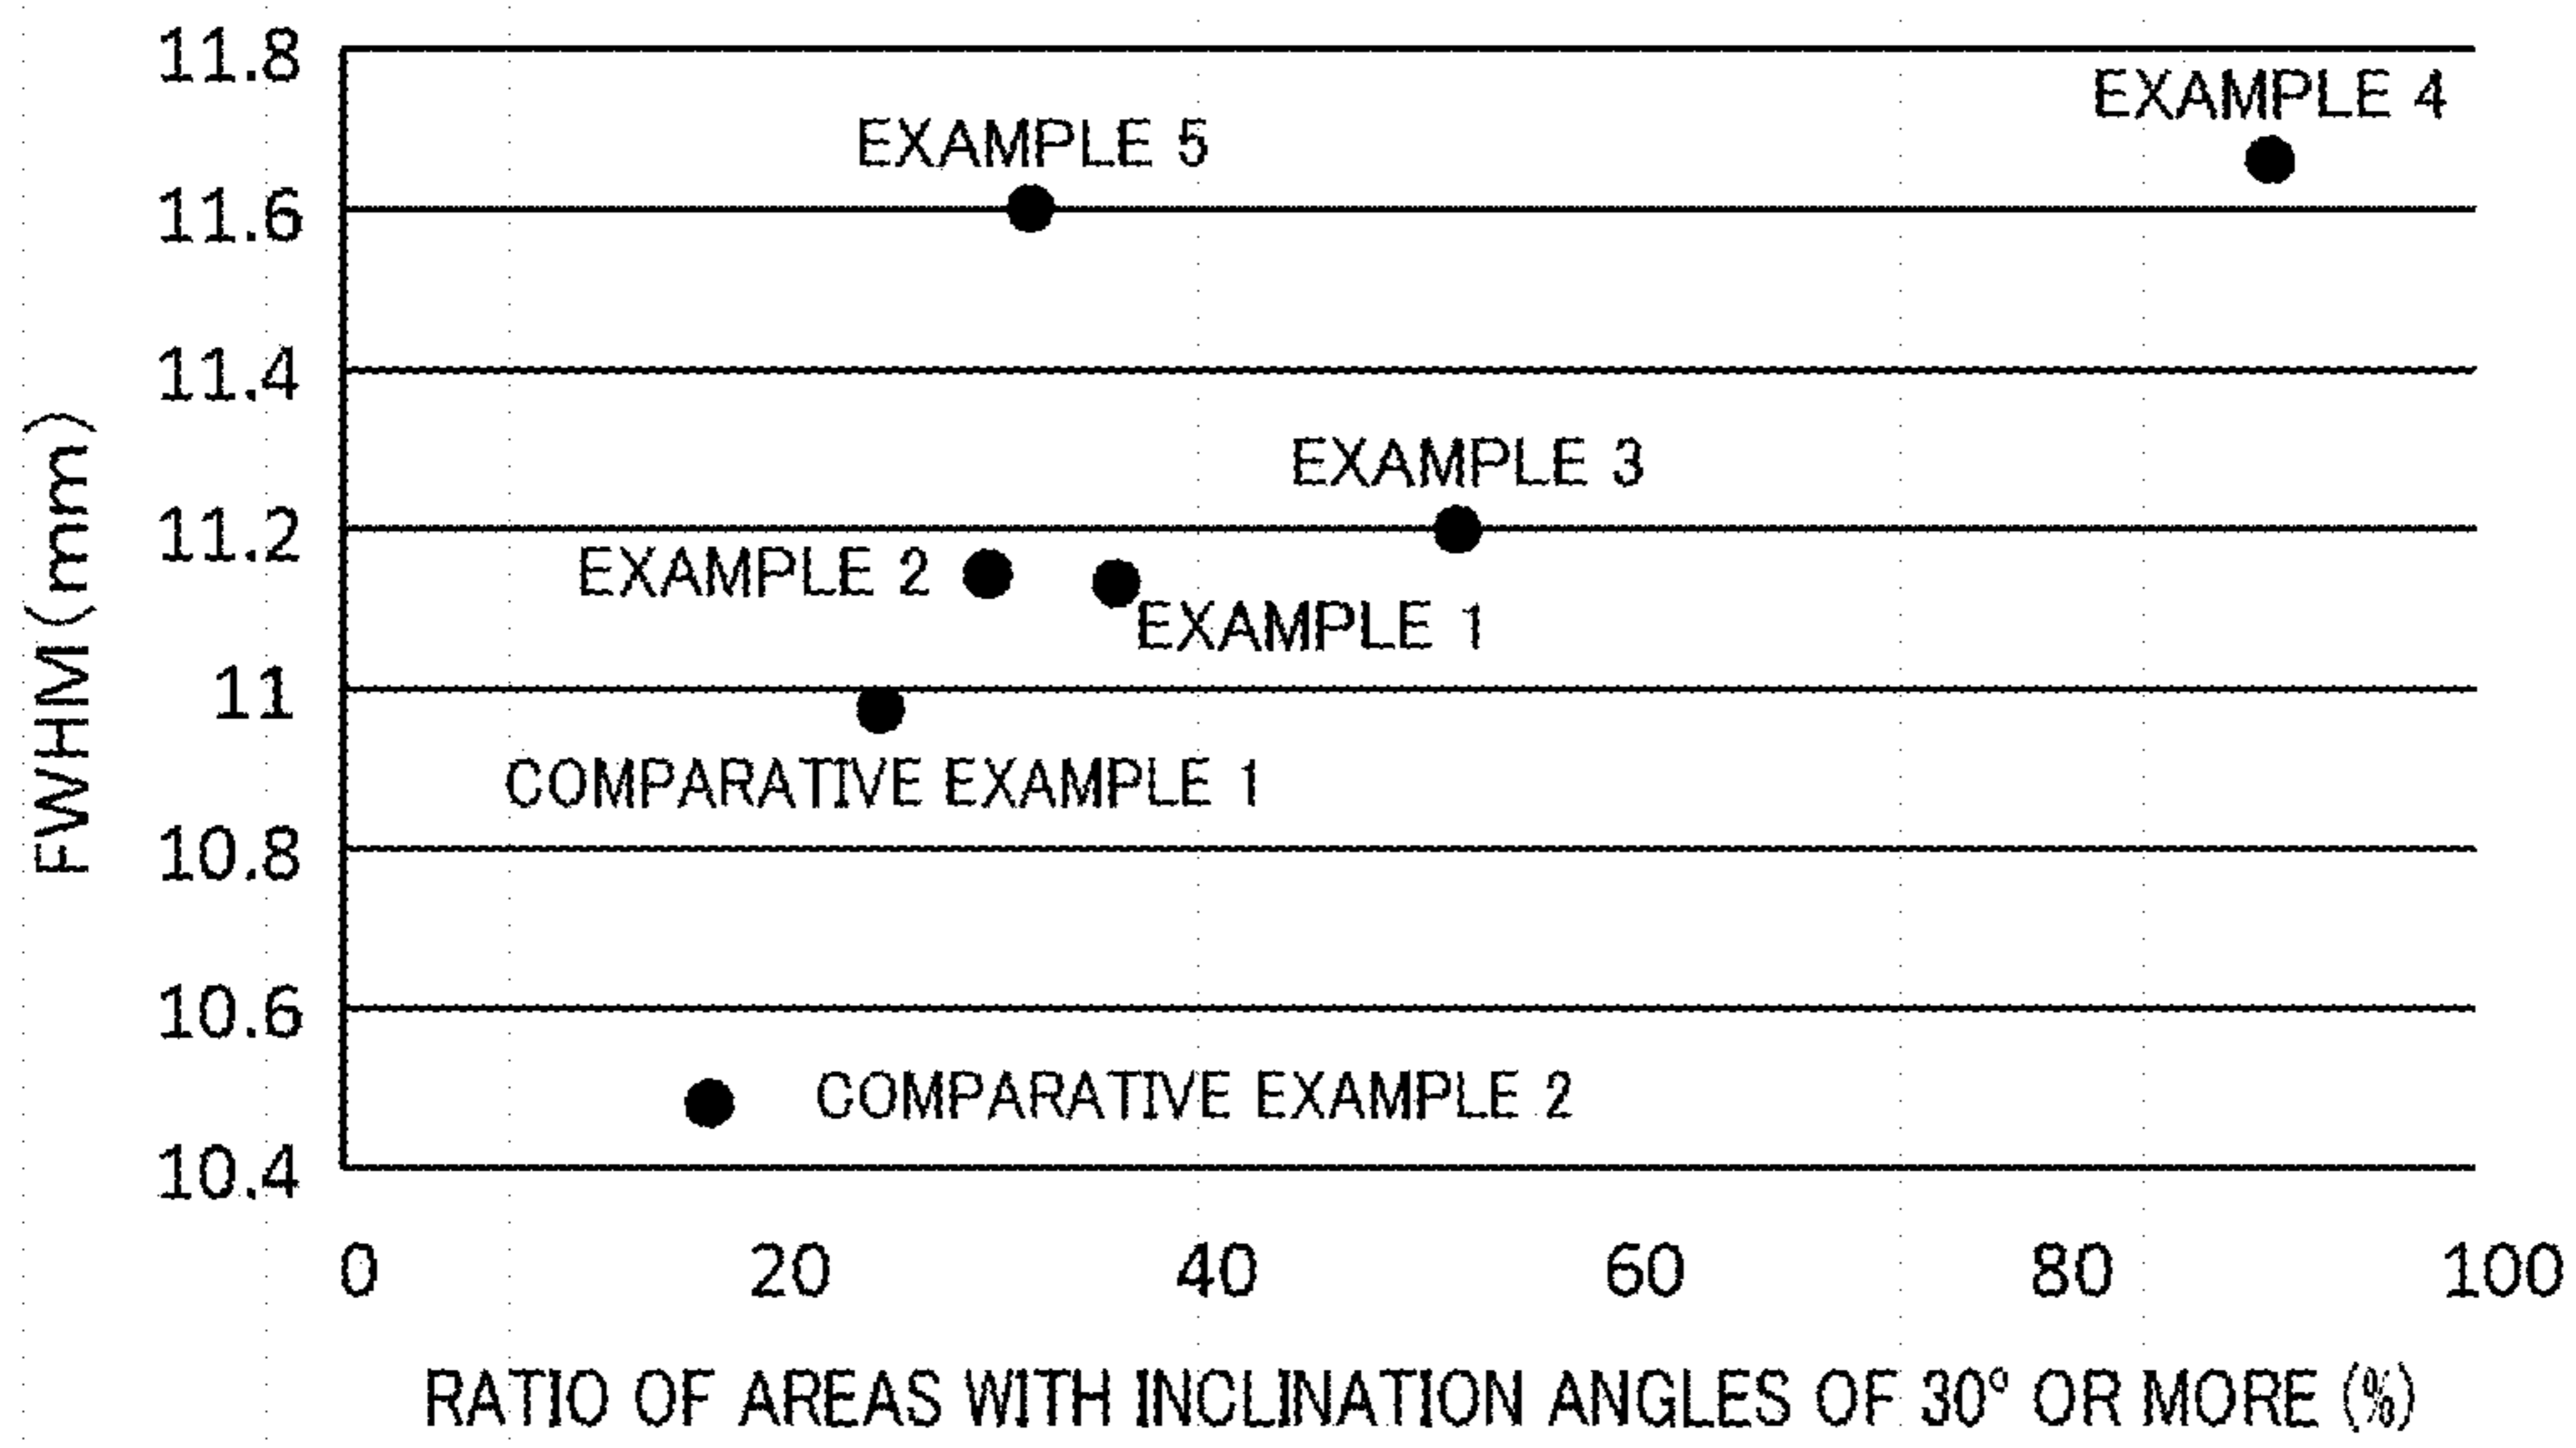 11.8
EXAMPLE 4
EXAMPLE 5
11.6
11.4
EXAMPLE 3
11.2
EXAMPLE 2
EXAMPLE 1
11
COMPARATIVE EXAMPLE 1
10.8
10.6
COMPARATIVE EXAMPLE 2
10.4
FWHM(mm)
0 20 40 60 80 100
RATIO OF AREAS WITH INCLINATION ANGLES OF 30° OR MORE (%)